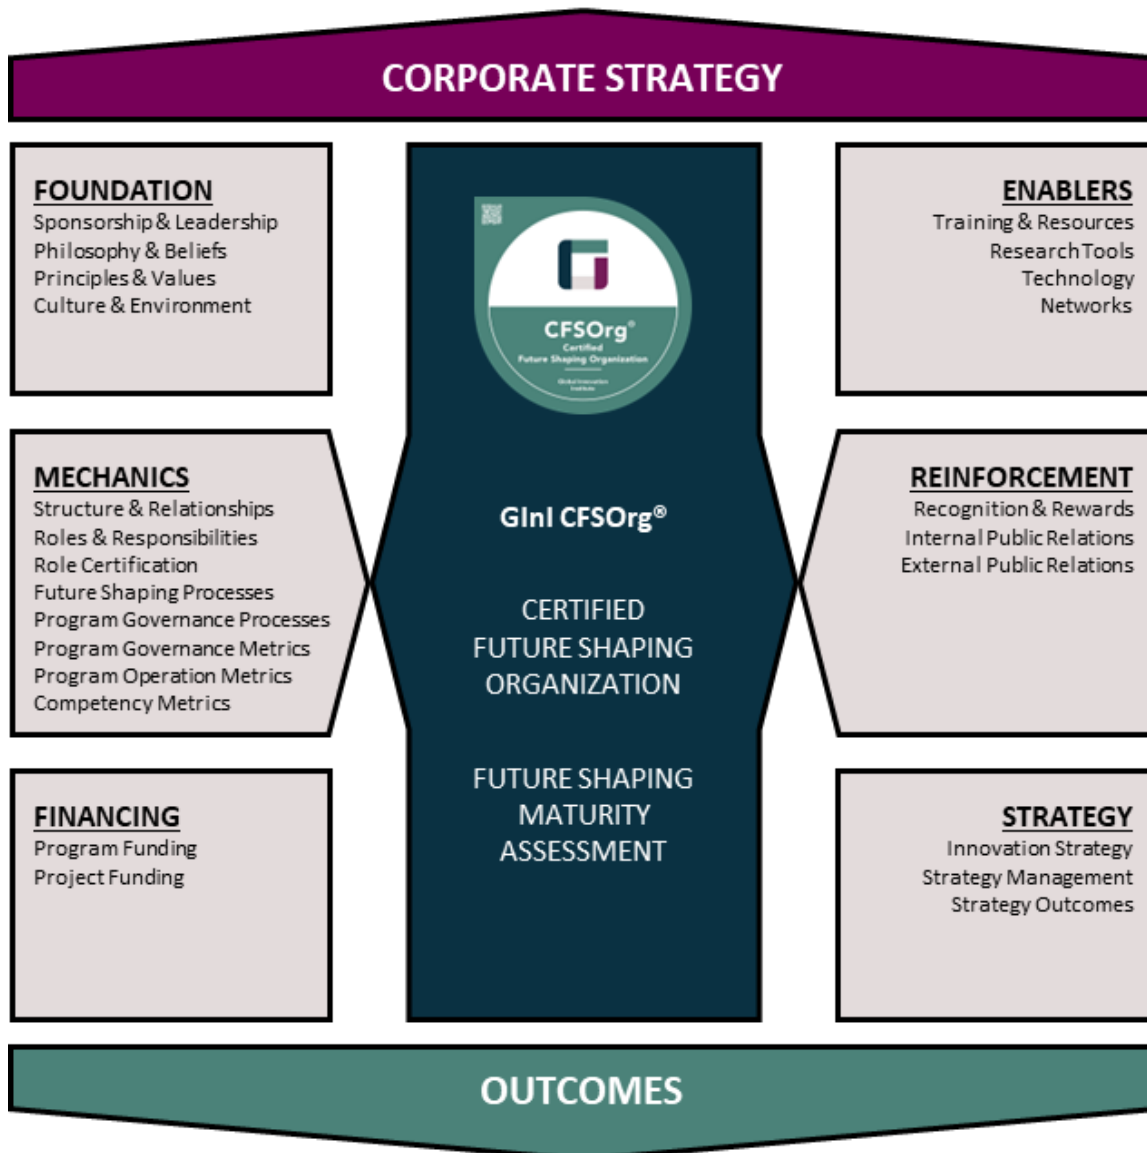 CORPORATE STRATEGY
FOUNDATION
Sponsorship & Leadership
Philosophy & Beliefs
Principles & Values
Culture & Environment
MECHANICS
Structure & Relationships
Roles & Responsibilities
Role Certification
Future Shaping Processes
Program Governance Processes
Program Governance Metrics
Program Operation Metrics
Competency Metrics
FINANCING
Program Funding
Project Funding
CFSOrg®
Certified
Future Shaping Organization
Global Innovation
Institute
GInI CFSOrg®
CERTIFIED
FUTURE SHAPING
ORGANIZATION
FUTURE SHAPING
MATURITY
ASSESSMENT
ENABLERS
Training & Resources
Research Tools
Technology
Networks
REINFORCEMENT
Recognition & Rewards
Internal Public Relations
External Public Relations
STRATEGY
Innovation Strategy
Strategy Management
Strategy Outcomes
OUTCOMES